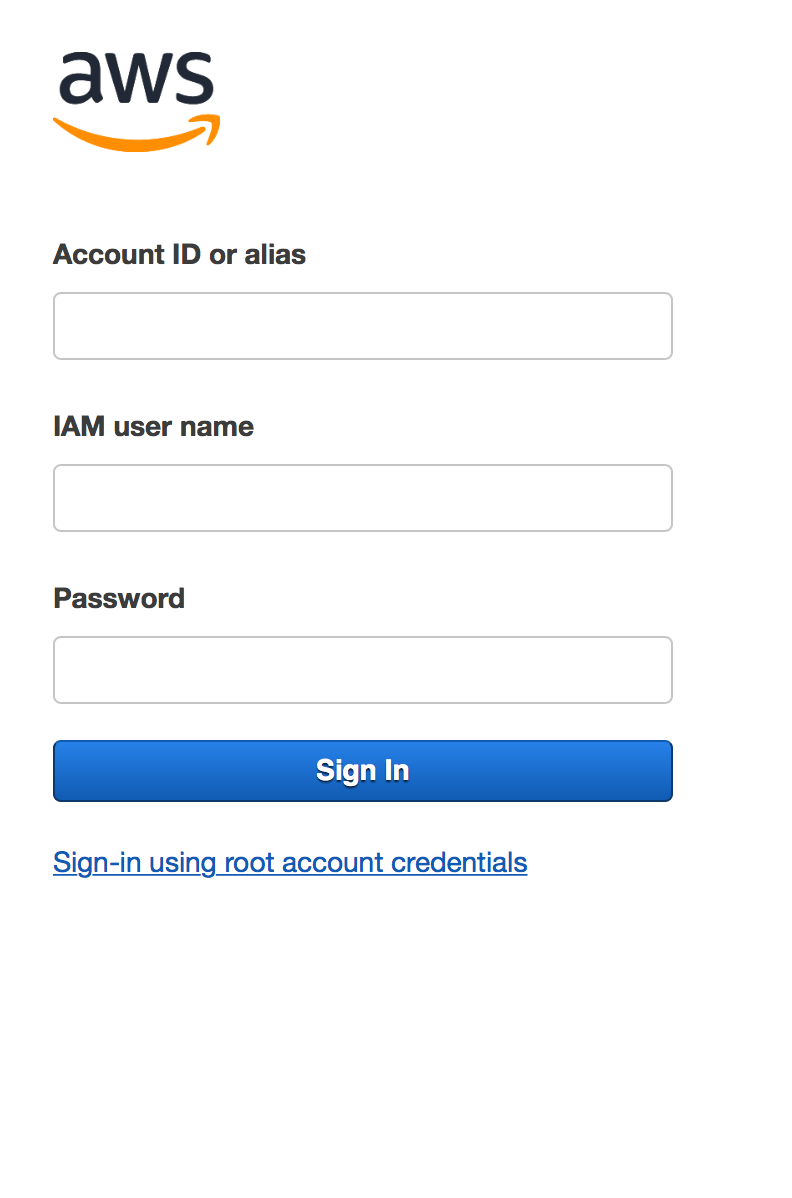 aws
Account ID or alias
IAM user name
Password
Sign In
Sign-in using root account credentials